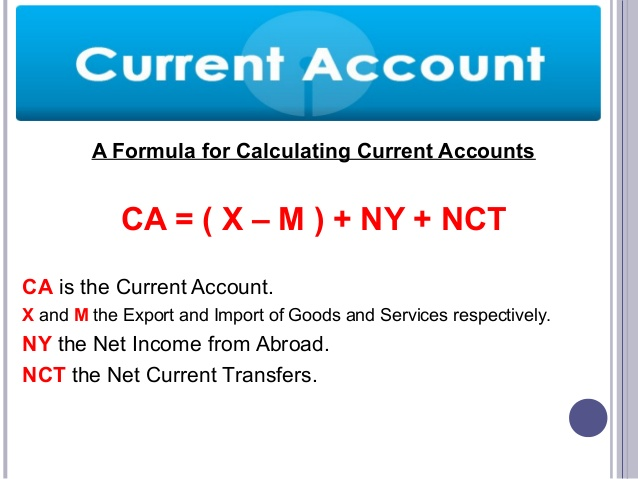 Current Account
A Formula for Calculating Current Accounts
CA = ( X – M ) + NY + NCT
CA is the Current Account.
X and M the Export and Import of Goods and Services respectively.
NY the Net Income from Abroad.
NCT the Net Current Transfers.